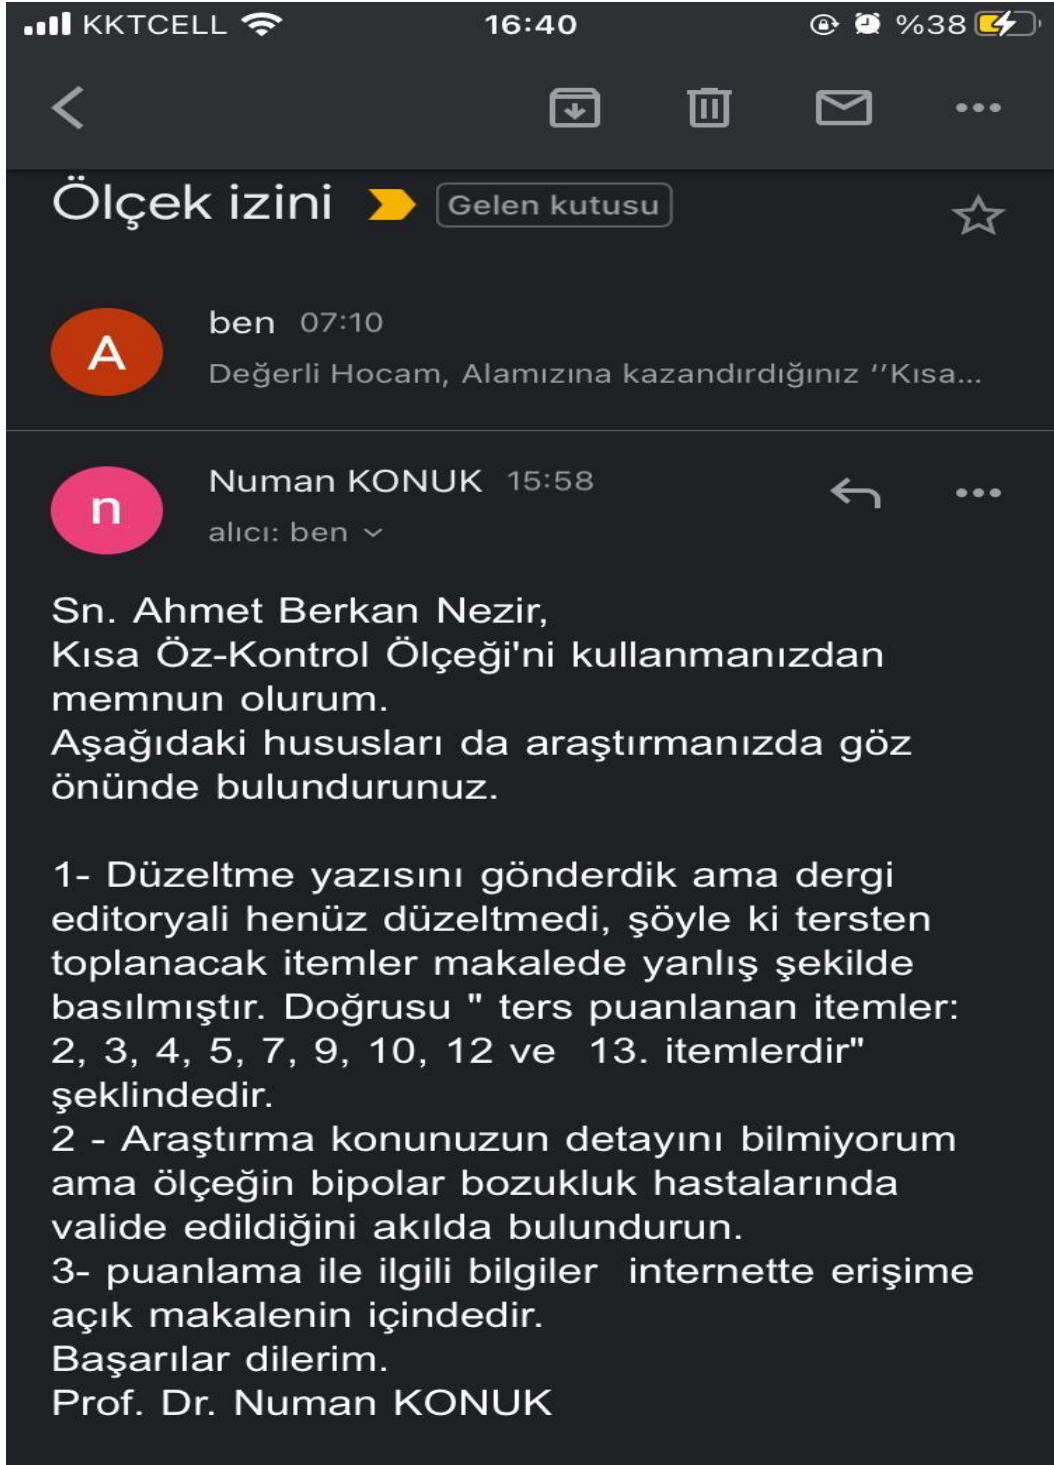 KKTCELL 16:40 %38
Ölçek izini Gelen kutusu
A
ben 07:10
Değerli Hocam, Alamızına kazandırdığınız ‘’Kısa...
n
Numan KONUK 15:58
alıcı: ben
Sn. Ahmet Berkan Nezir,
Kısa Öz-Kontrol Ölçeği'ni kullanmanızdan
memnun olurum.
Aşağıdaki hususları da araştırmanızda göz
önünde bulundurunuz.
1- Düzeltme yazısını gönderdik ama dergi
editoryali henüz düzeltmedi, şöyle ki tersten
toplanacak itemler makalede yanlış şekilde
basılmıştır. Doğrusu " ters puanlanan itemler:
2, 3, 4, 5, 7, 9, 10, 12 ve 13. itemlerdir"
şeklindedir.
2 - Araştırma konunuzun detayını bilmiyorum
ama ölçeğin bipolar bozukluk hastalarında
valide edildiğini akılda bulundurun.
3- puanlama ile ilgili bilgiler internette erişime
açık makalenin içindedir.
Başarılar dilerim.
Prof. Dr. Numan KONUK